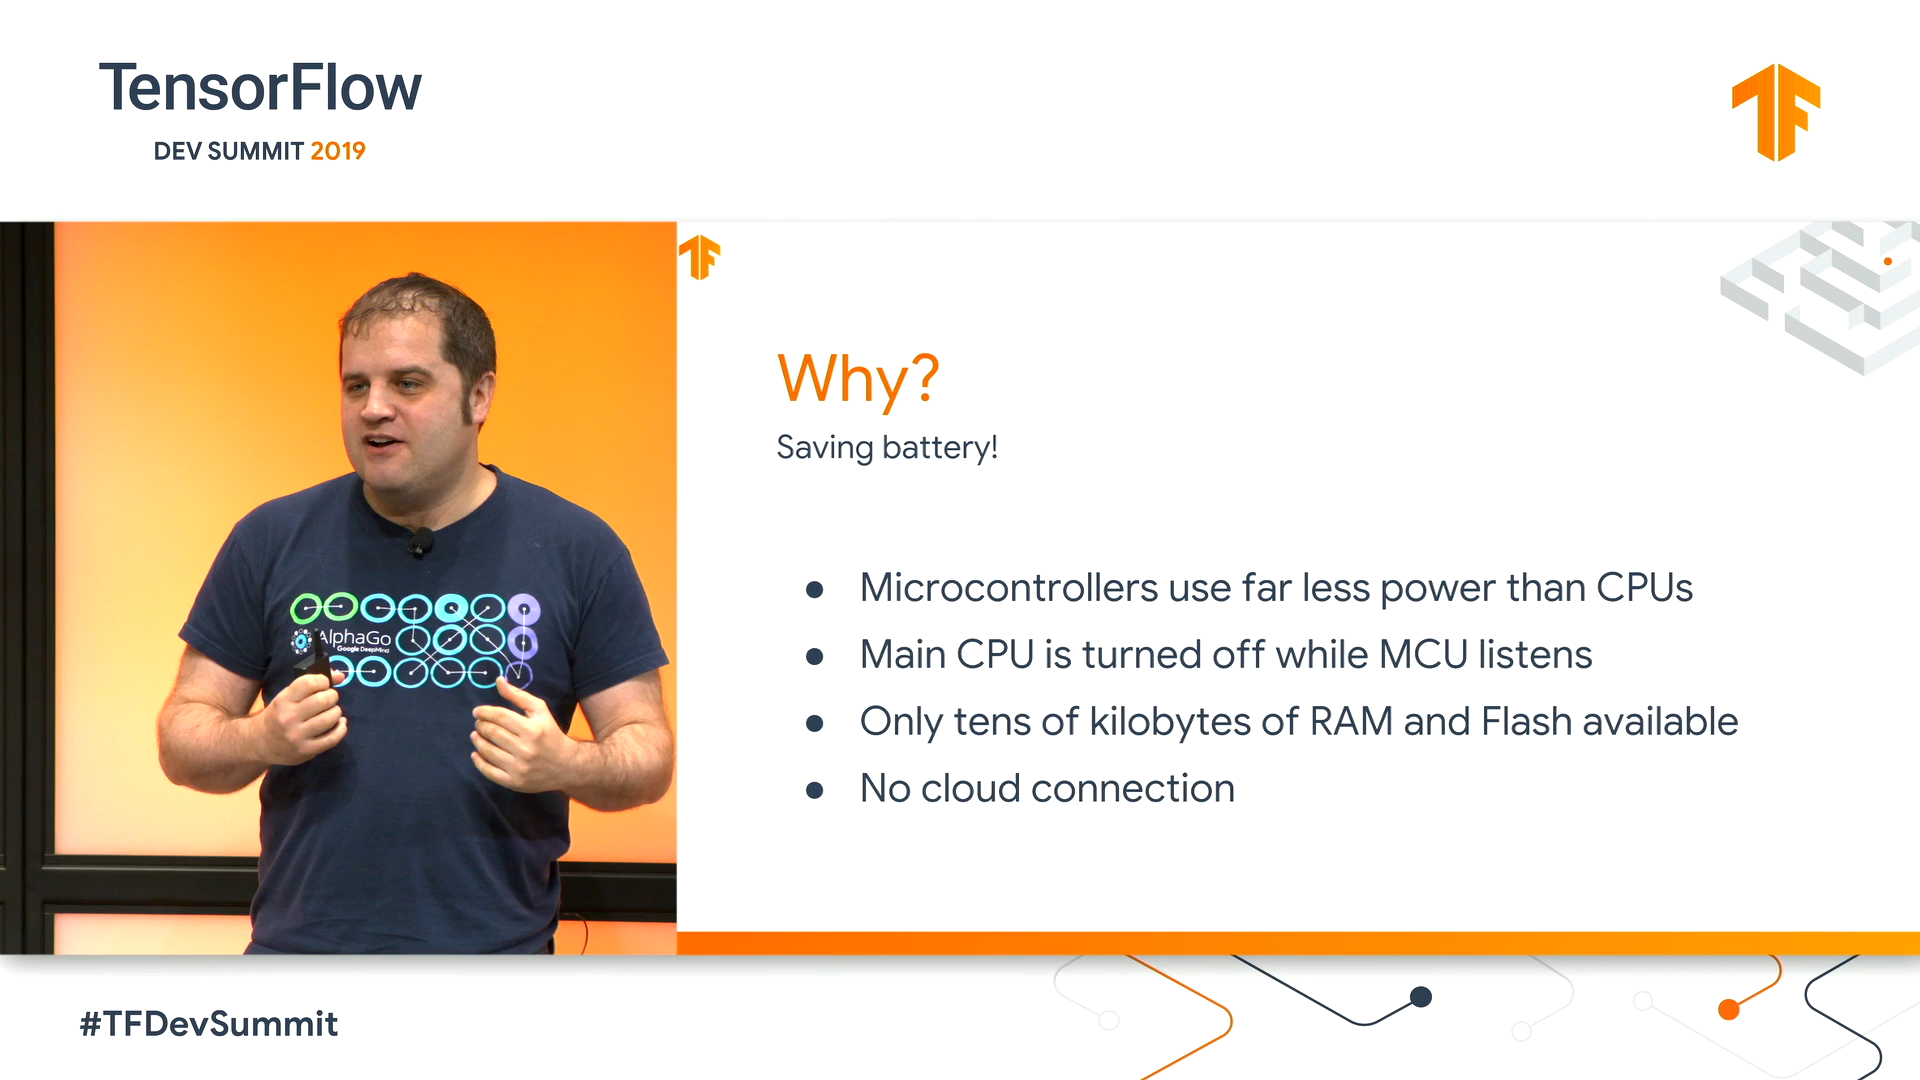 TensorFlow
DEV SUMMIT 2019
TF
TF
Why?
Saving battery!
AlphaGo
Google DeepMind
● Microcontrollers use far less power than CPUs
● Main CPU is turned off while MCU listens
● Only tens of kilobytes of RAM and Flash available
● No cloud connection
#TFDevSummit